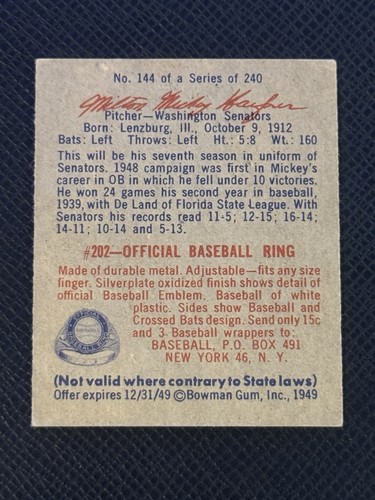 No. 144 of a Series of 240
Milton Mickey Haefner
Pitcher—Washington Senators
Born: Lenzburg, Ill., October 9, 1912
Bats: Left Throws: Left Ht.: 5:8 Wt.: 160
This will be his seventh season in uniform of
Senators. 1948 campaign was first in Mickey's
career in OB in which he fell under 10 victories.
He won 24 games his second year in baseball,
1939, with De Land of Florida State League. With
Senators his records read 11-5; 12-15; 16-14;
14-11; 10-14 and 5-13.
#202—OFFICIAL BASEBALL RING
Made of durable metal. Adjustable—fits any size
finger. Silverplate oxidized finish shows detail of
official Baseball Emblem. Baseball of white
plastic. Sides show Baseball and
Crossed Bats design. Send only 15c
and 3 Baseball wrappers to:
BASEBALL, P.O. BOX 491
NEW YORK 46, N. Y.
(Not valid where contrary to State laws)
Offer expires 12/31/49 ©Bowman Gum, Inc., 1949